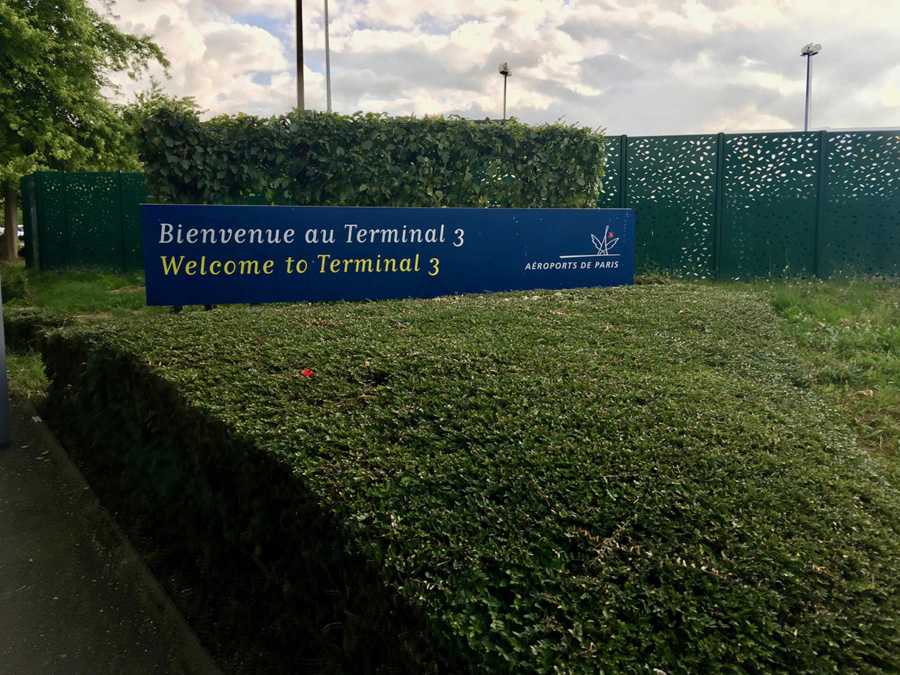 Bienvenue au Terminal 3
Welcome to Terminal 3
AÉROPORTS DE PARIS